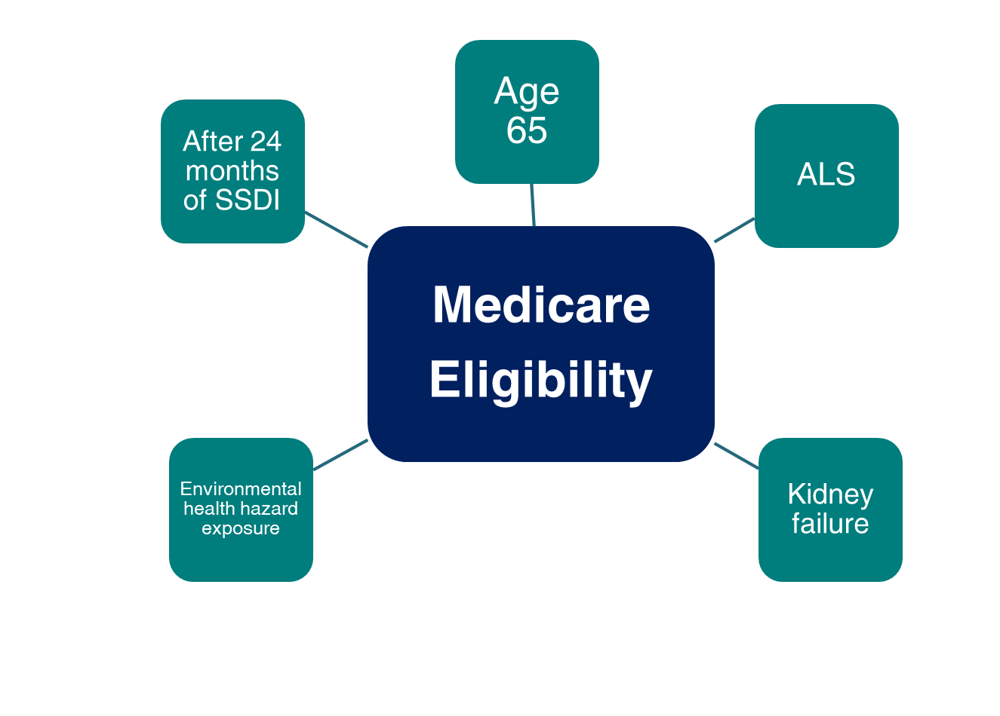 Age
65
After 24
months
of SSDI
ALS
Medicare
Eligibility
Environmental
health hazard
exposure
Kidney
failure